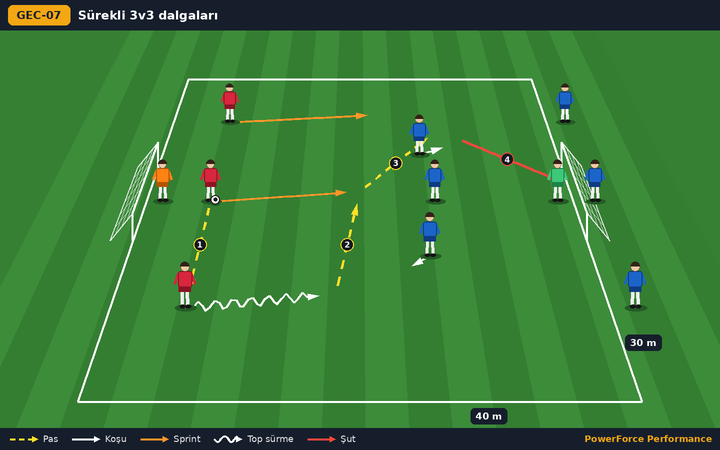 GEC-07 Sürekli 3v3 dalgaları
3
4
1
2
30 m
40 m
Pas Koşu Sprint Top sürme Şut PowerForce Performance